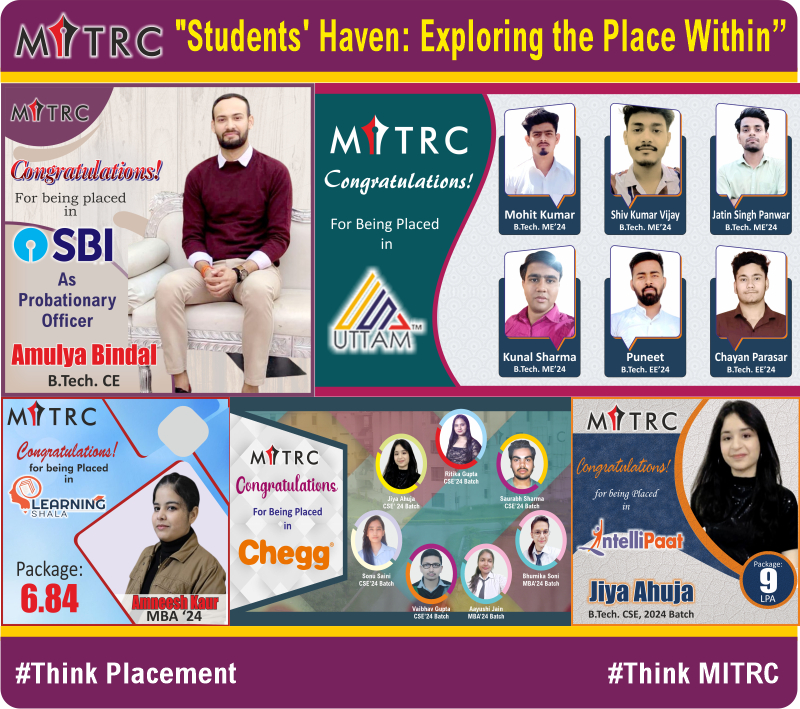 MITRC "Students' Haven: Exploring the Place Within”
MITRC
Congratulations!
For being placed
in
SBI
As
Probationary
Officer
Amulya Bindal
B.Tech. CE
MITRC
Congratulations!
For Being Placed
in
UTTAM™
Mohit Kumar
B.Tech. ME’24
Shiv Kumar Vijay
B.Tech. ME’24
Jatin Singh Panwar
B.Tech. ME’24
Kunal Sharma
B.Tech. ME’24
Puneet
B.Tech. EE’24
Chayan Parasar
B.Tech. EE’24
MITRC
Congratulations!
for being Placed
in
LEARNING
SHALA
Package:
6.84
Amneesh Kaur
MBA ‘24
MITRC
Congratulations
For Being Placed
in
Chegg®
Jiya Ahuja
CSE’24 Batch
Ritika Gupta
CSE’24 Batch
Saurabh Sharma
CSE’24 Batch
Sonu Saini
CSE’24 Batch
Vaibhav Gupta
CSE’24 Batch
Aayushi Jain
MBA’24 Batch
Bhumika Soni
MBA’24 Batch
MITRC
Congratulations!
for being Placed
in
IntelliPaat
Package:
9
LPA
Jiya Ahuja
B.Tech. CSE, 2024 Batch
#Think Placement
#Think MITRC